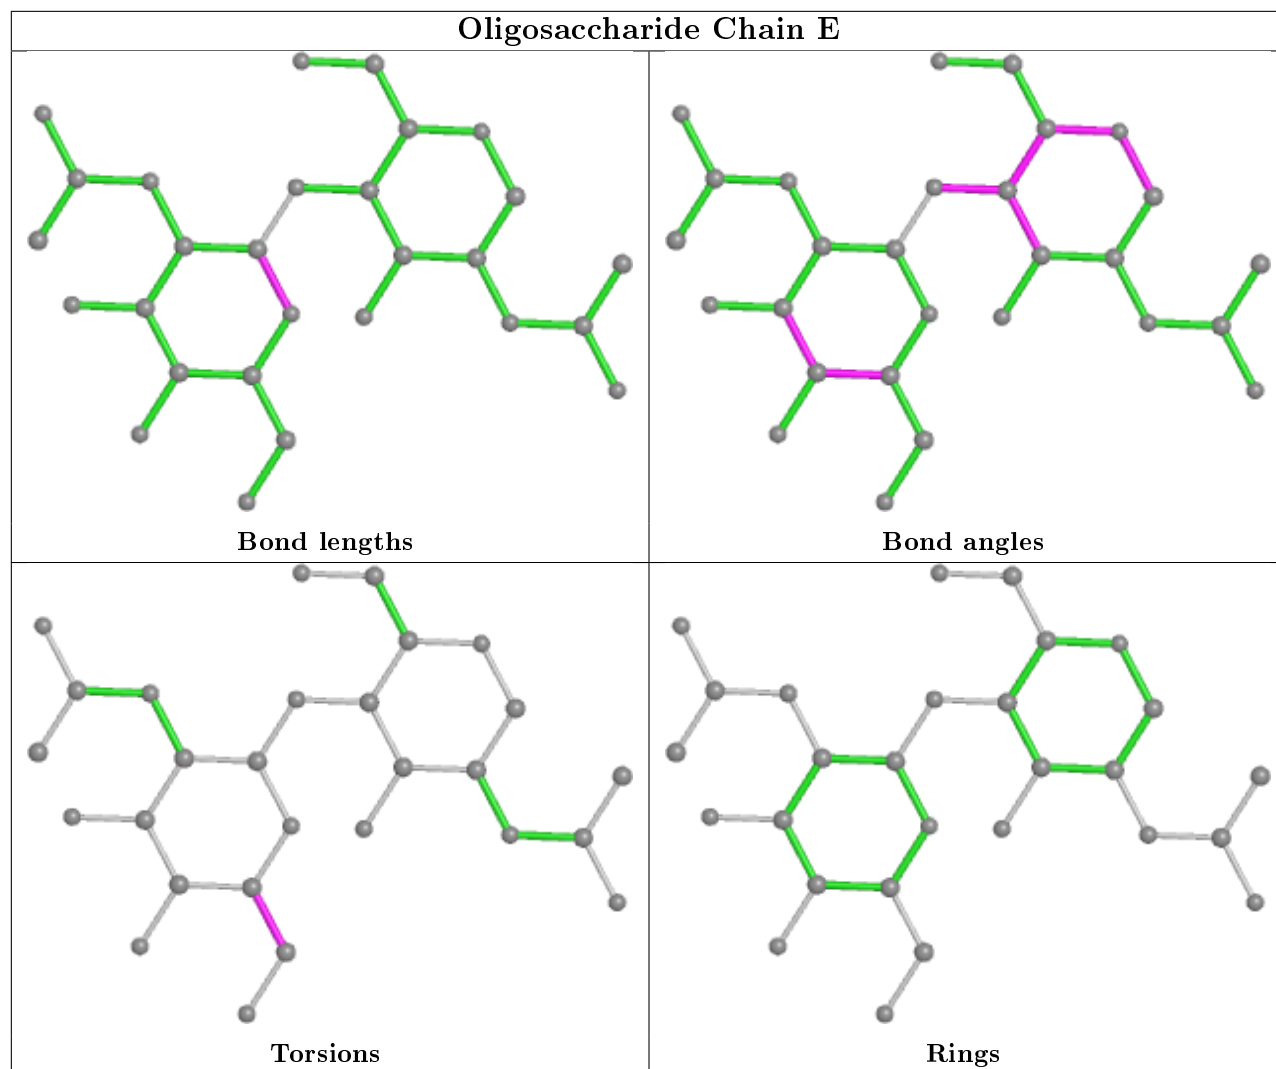 Oligosaccharide Chain E
Bond lengths
Bond angles
Torsions
Rings